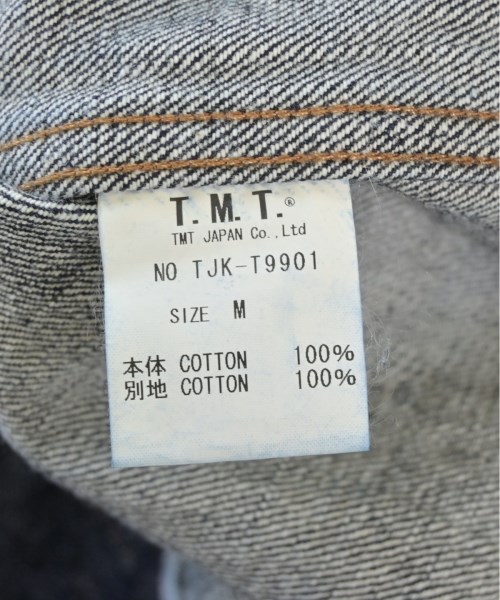 T.M.T.®
TMT JAPAN Co.,Ltd
NO TJK-T9901
SIZE M
本体 COTTON 100%
別地 COTTON 100%